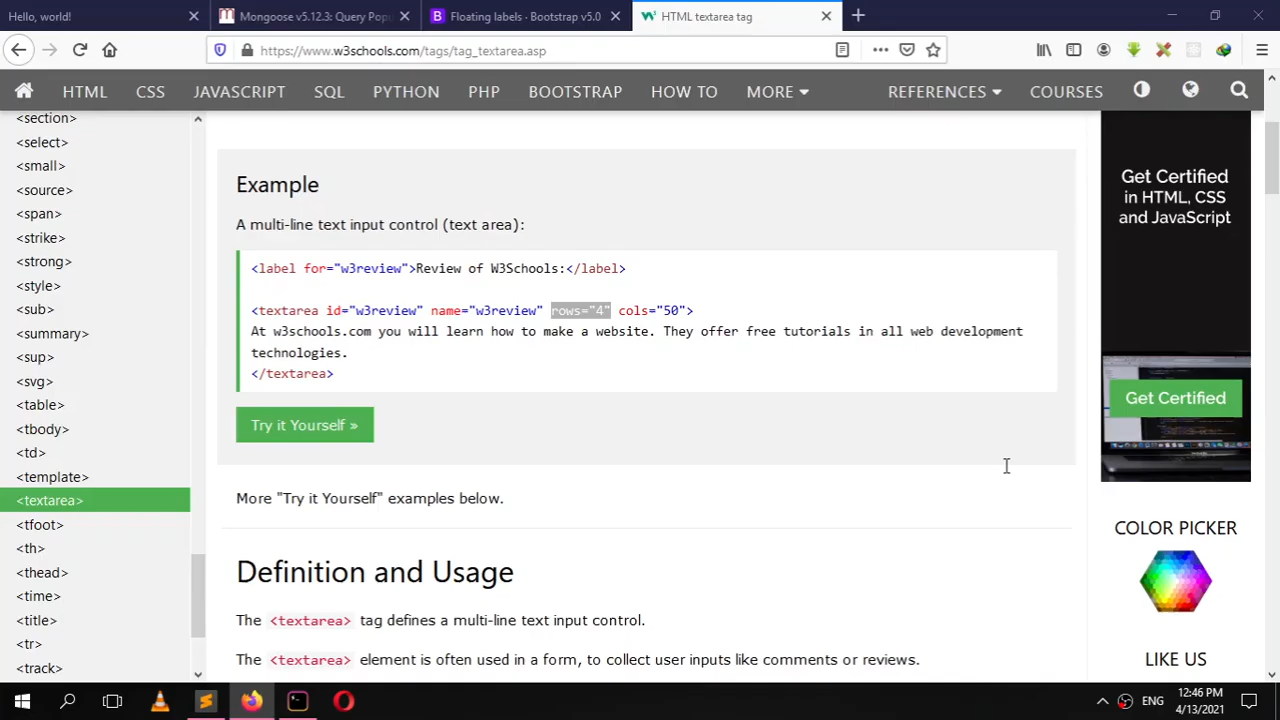 Hello, world!
Mongoose v5.12.3: Query Popu
Floating labels · Bootstrap v5.0
HTML textarea tag
https://www.w3schools.com/tags/tag_textarea.asp
HTML
CSS
JAVASCRIPT
SQL
PYTHON
PHP
BOOTSTRAP
HOW TO
MORE
REFERENCES
COURSES
<section>
<select>
<small>
<source>
<span>
<strike>
<strong>
<style>
<sub>
<summary>
<sup>
<svg>
<table>
<tbody>
<td>
<template>
<textarea>
<tfoot>
<th>
<thead>
<time>
<title>
<tr>
<track>
Example
A multi-line text input control (text area):
<label for="w3review">Review of W3Schools:</label>
<textarea id="w3review" name="w3review" rows="4" cols="50">
At w3schools.com you will learn how to make a website. They offer free tutorials in all web development
technologies.
</textarea>
Try it Yourself »
More "Try it Yourself" examples below.
Definition and Usage
The <textarea> tag defines a multi-line text input control.
The <textarea> element is often used in a form, to collect user inputs like comments or reviews.
Get Certified
in HTML, CSS
and JavaScript
Get Certified
COLOR PICKER
LIKE US
ENG
12:46 PM
4/13/2021